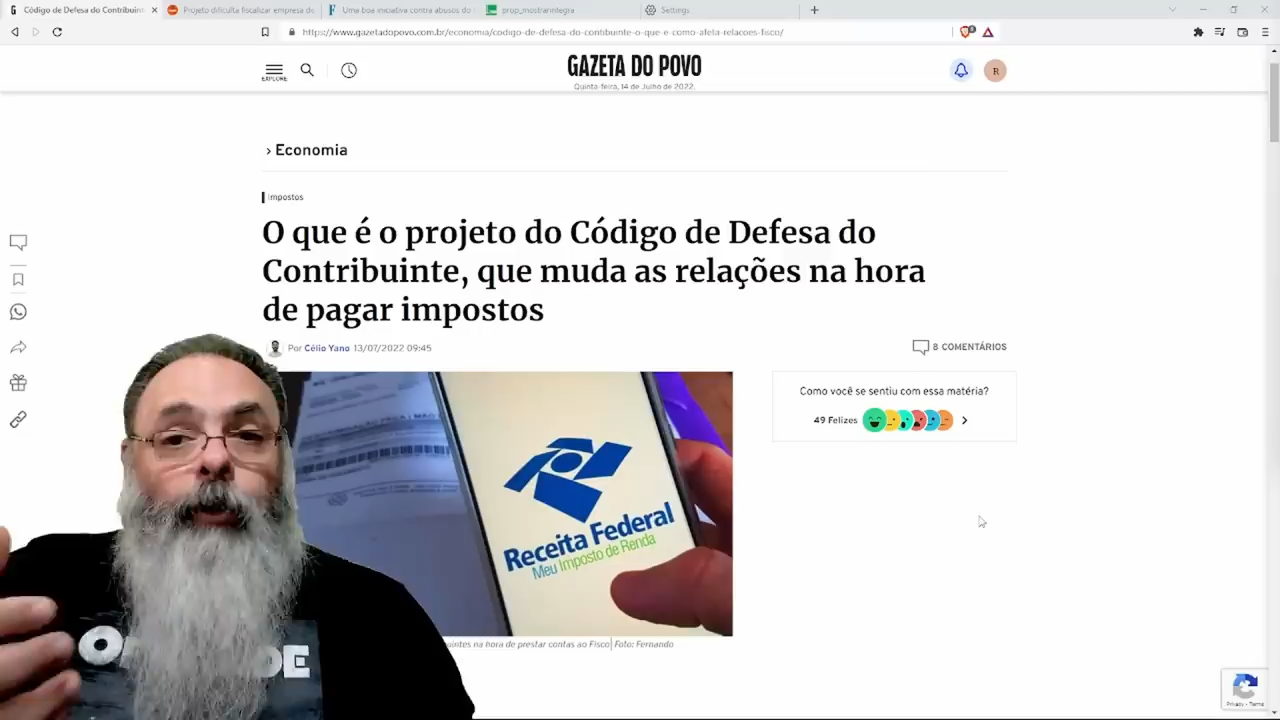 Código de Defesa do Contribuin
Projeto dificulta fiscalizar empresa de
Uma boa iniciativa contra abusos do
prop_mostrarintegra
Settings
https://www.gazetadopovo.com.br/economia/codigo-de-defesa-do-contibuinte-o-que-e-como-afeta-relacoes-fisco/
EXPLORE
GAZETA DO POVO
R
Quinta-feira, 14 de Julho de 2022.
› Economia
Impostos
O que é o projeto do Código de Defesa do
Contribuinte, que muda as relações na hora
de pagar impostos
Por Célio Yano 13/07/2022 09:45
8 COMENTÁRIOS
Como você se sentiu com essa matéria?
49 Felizes
Receita Federal
Meu Imposto de Renda
uintes na hora de prestar contas ao Fisco| Foto: Fernando
Privacy - Terms